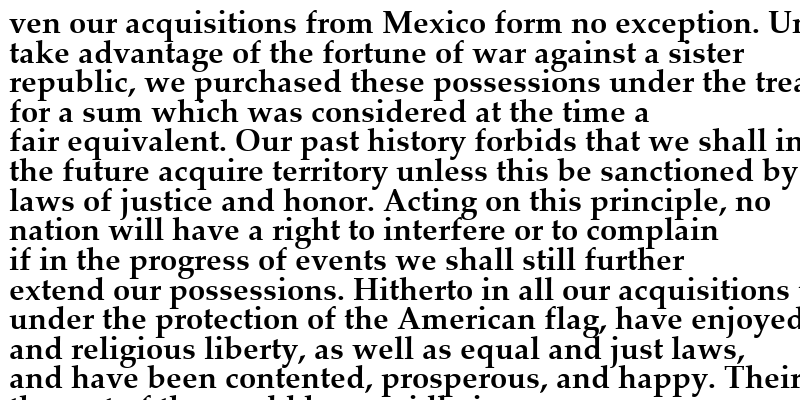 ven our acquisitions from Mexico form no exception.
take advantage of the fortune of war against a sister
republic, we purchased these possessions under the
for a sum which was considered at the time a
fair equivalent. Our past history forbids that we shall in
the future acquire territory unless this be sanctioned by
laws of justice and honor. Acting on this principle, no
nation will have a right to interfere or to complain
if in the progress of events we shall still further
extend our possessions. Hitherto in all our acquisitions
under the protection of the American flag, have enjoyed
and religious liberty, as well as equal and just laws,
and have been contented, prosperous, and happy. Their